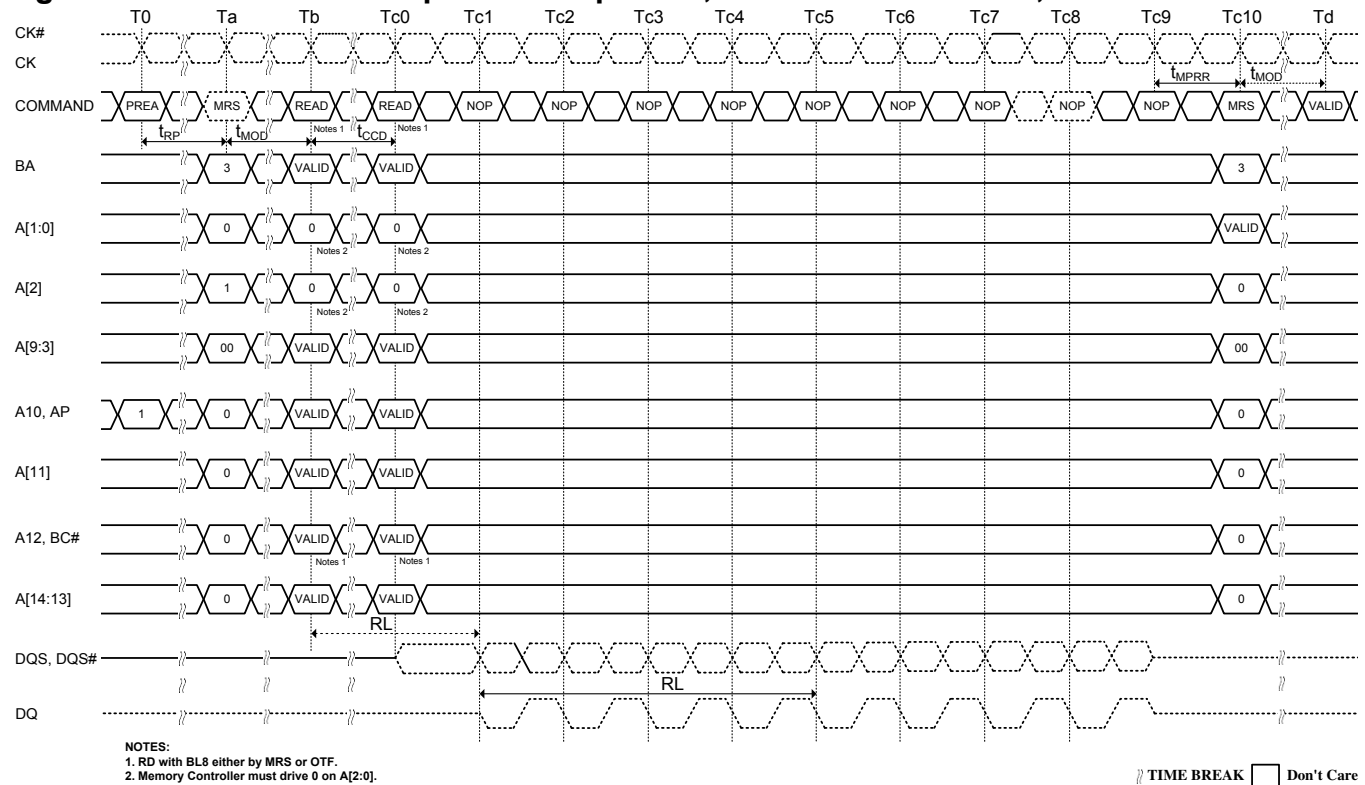 T0 Ta Tb Tc0 Tc1 Tc2 Tc3 Tc4 Tc5 Tc6 Tc7 Tc8 Tc9 Tc10 Td
CK#
CK
tMPRR tMOD
COMMAND PREA MRS READ READ NOP NOP NOP NOP NOP NOP NOP NOP NOP MRS VALID
Notes 1 Notes 1
tRP tMOD tCCD
BA 3 VALID VALID 3
A[1:0] 0 0 0 VALID
Notes 2 Notes 2
A[2] 1 0 0 0
Notes 2 Notes 2
A[9:3] 00 VALID VALID 00
A10, AP 1 0 VALID VALID 0
A[11] 0 VALID VALID 0
A12, BC# 0 VALID VALID 0
Notes 1 Notes 1
A[14:13] 0 VALID VALID 0
RL
DQS, DQS#
RL
DQ
NOTES:
1. RD with BL8 either by MRS or OTF.
2. Memory Controller must drive 0 on A[2:0].
TIME BREAK Don't Care